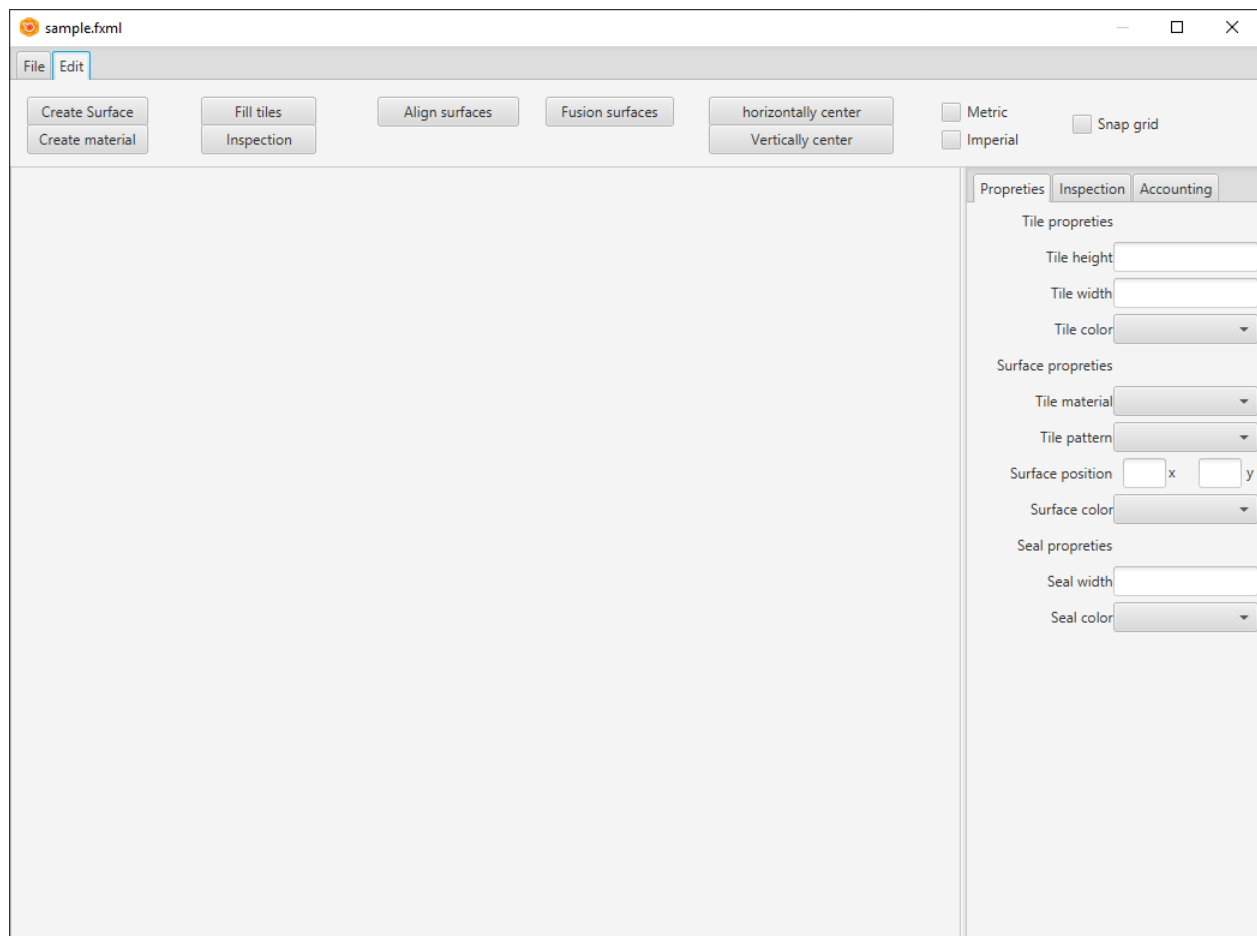 sample.fxml
File Edit
Create Surface Fill tiles Align surfaces Fusion surfaces horizontally center Metric Snap grid
Create material Inspection Vertically center Imperial
Propreties Inspection Accounting
Tile propreties
Tile height
Tile width
Tile color
Surface propreties
Tile material
Tile pattern
Surface position x y
Surface color
Seal propreties
Seal width
Seal color